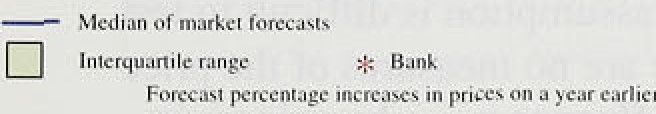 Median of market forecasts
Interquartile range * Bank
Forecast percentage increases in prices on a year earlier